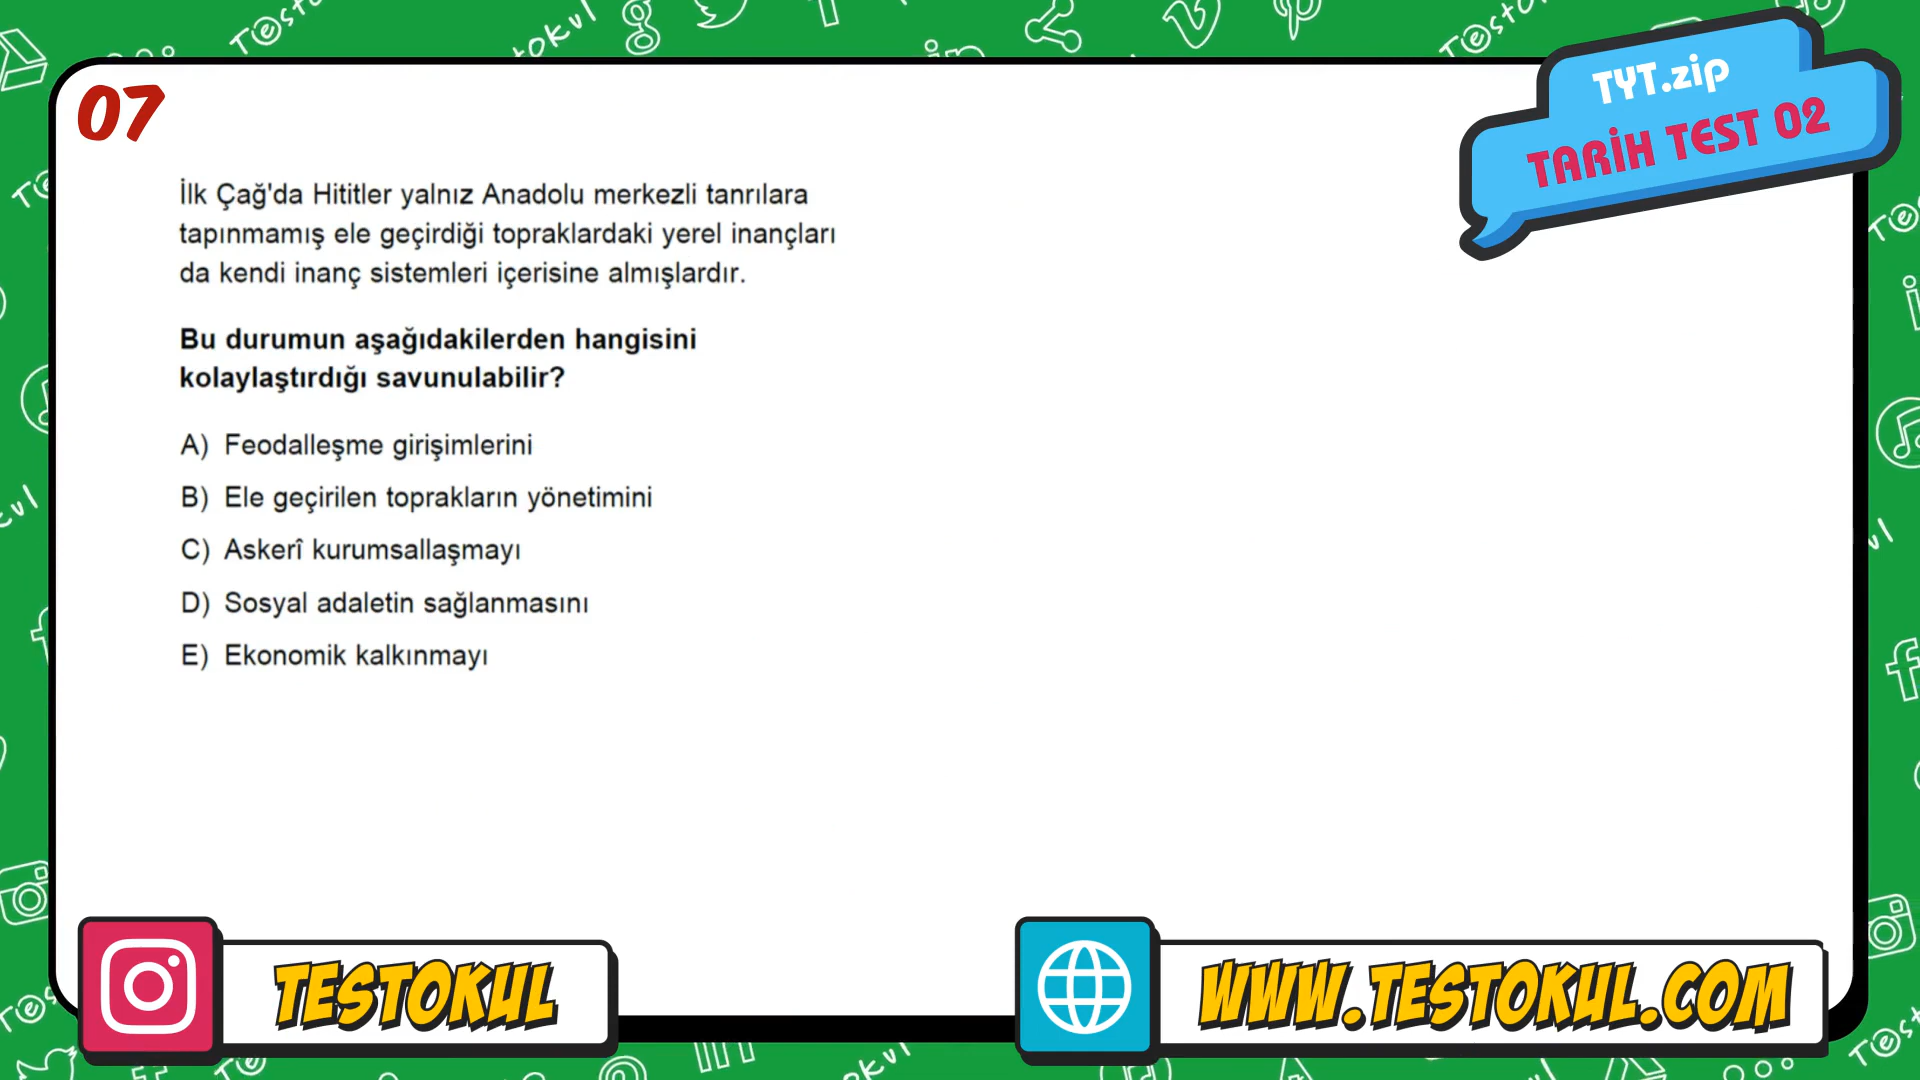 07
TYT.zip
TARİH TEST 02
İlk Çağ'da Hititler yalnız Anadolu merkezli tanrılara
tapınmamış ele geçirdiği topraklardaki yerel inançları
da kendi inanç sistemleri içerisine almışlardır.
Bu durumun aşağıdakilerden hangisini
kolaylaştırdığı savunulabilir?
A) Feodalleşme girişimlerini
B) Ele geçirilen toprakların yönetimini
C) Askerî kurumsallaşmayı
D) Sosyal adaletin sağlanmasını
E) Ekonomik kalkınmayı
TESTOKUL
WWW.TESTOKUL.COM